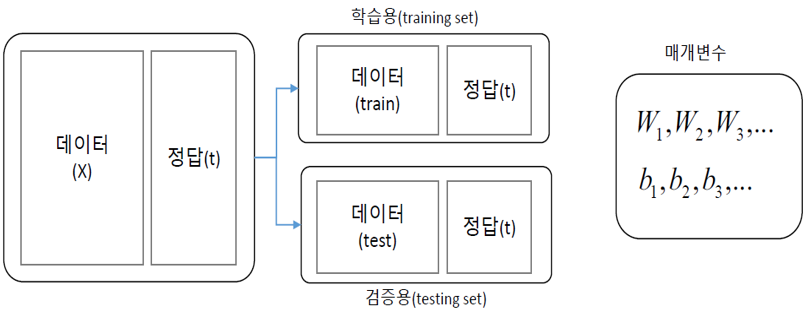 데이터
(X)
정답(t)
학습용(training set)
데이터
(train)
정답(t)
데이터
(test)
정답(t)
검증용(testing set)
매개변수
W₁,W₂,W₃,...
b₁,b₂,b₃,...